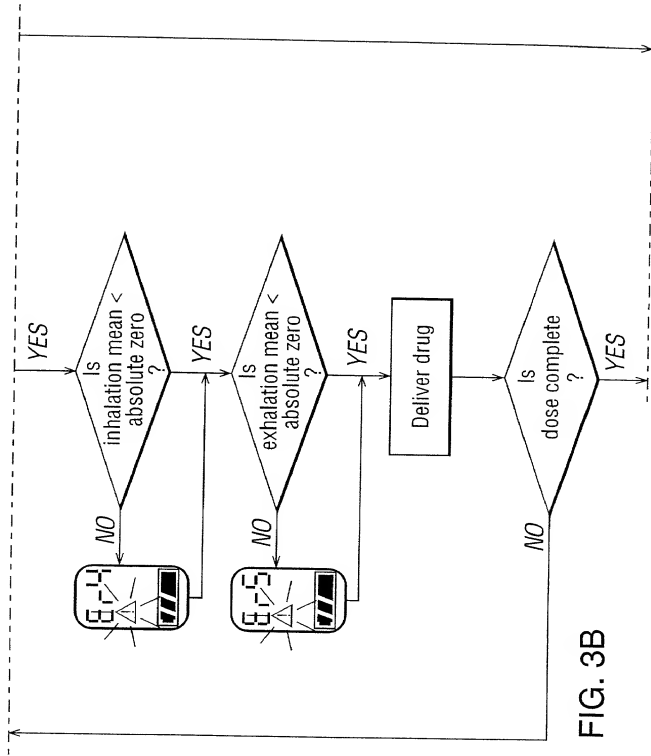 YES
Is
inhalation mean <
absolute zero
?
NO
YES
Is
exhalation mean <
absolute zero
?
NO
YES
Deliver drug
Is
dose complete
?
NO
YES
FIG. 3B